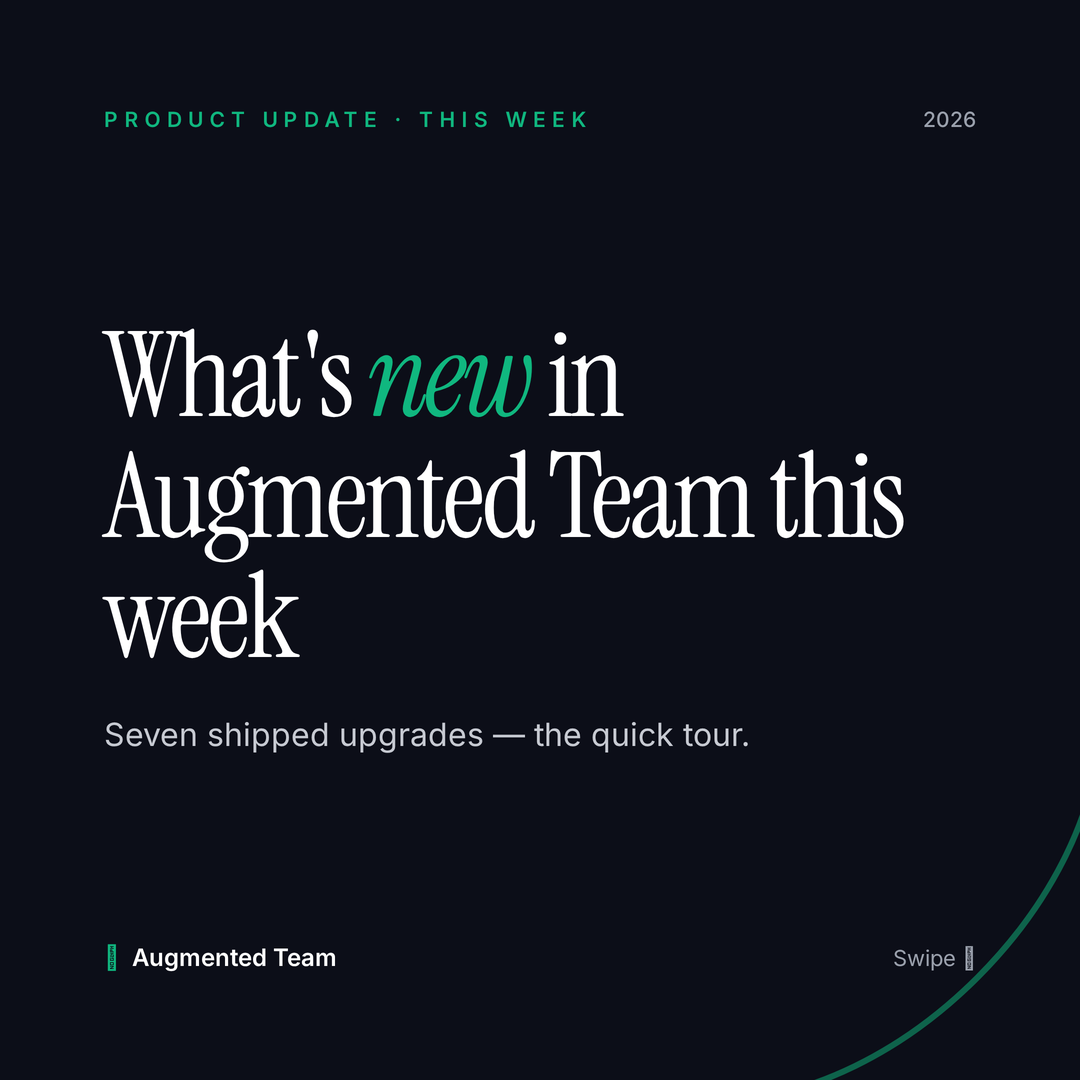 PRODUCT UPDATE · THIS WEEK
2026
What's new in
Augmented Team this
week
Seven shipped upgrades — the quick tour.
Augmented Team
Swipe